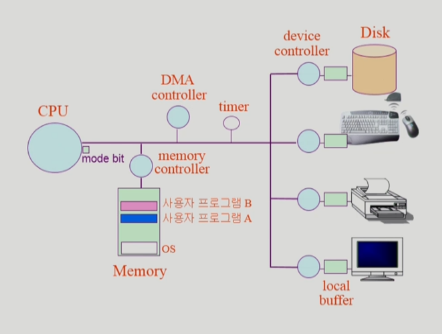 device
controller
Disk
DMA
controller
timer
CPU
mode bit
memory
controller
사용자 프로그램 B
사용자 프로그램 A
OS
Memory
local
buffer